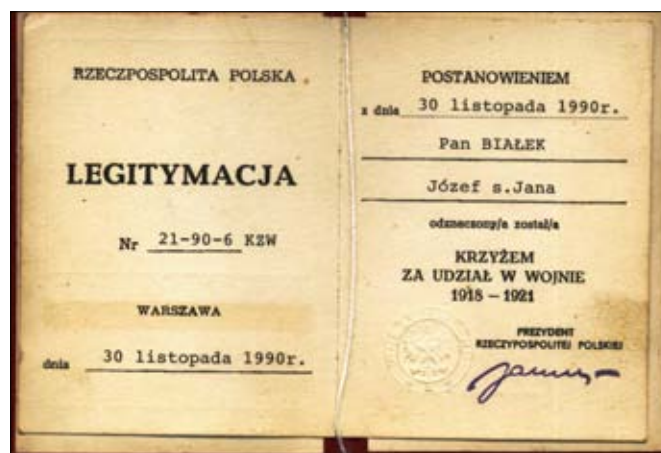 RZECZPOSPOLITA POLSKA
LEGITYMACJA
Nr 21-90-6 KZW
WARSZAWA
dnia 30 listopada 1990r.
POSTANOWIENIEM
z dnia 30 listopada 1990r.
Pan BIAŁEK
Józef s.Jana
odznaczony/a został/a
KRZYŻEM
ZA UDZIAŁ W WOJNIE
1918 — 1921
PREZYDENT
RZECZYPOSPOLITEJ POLSKIEJ